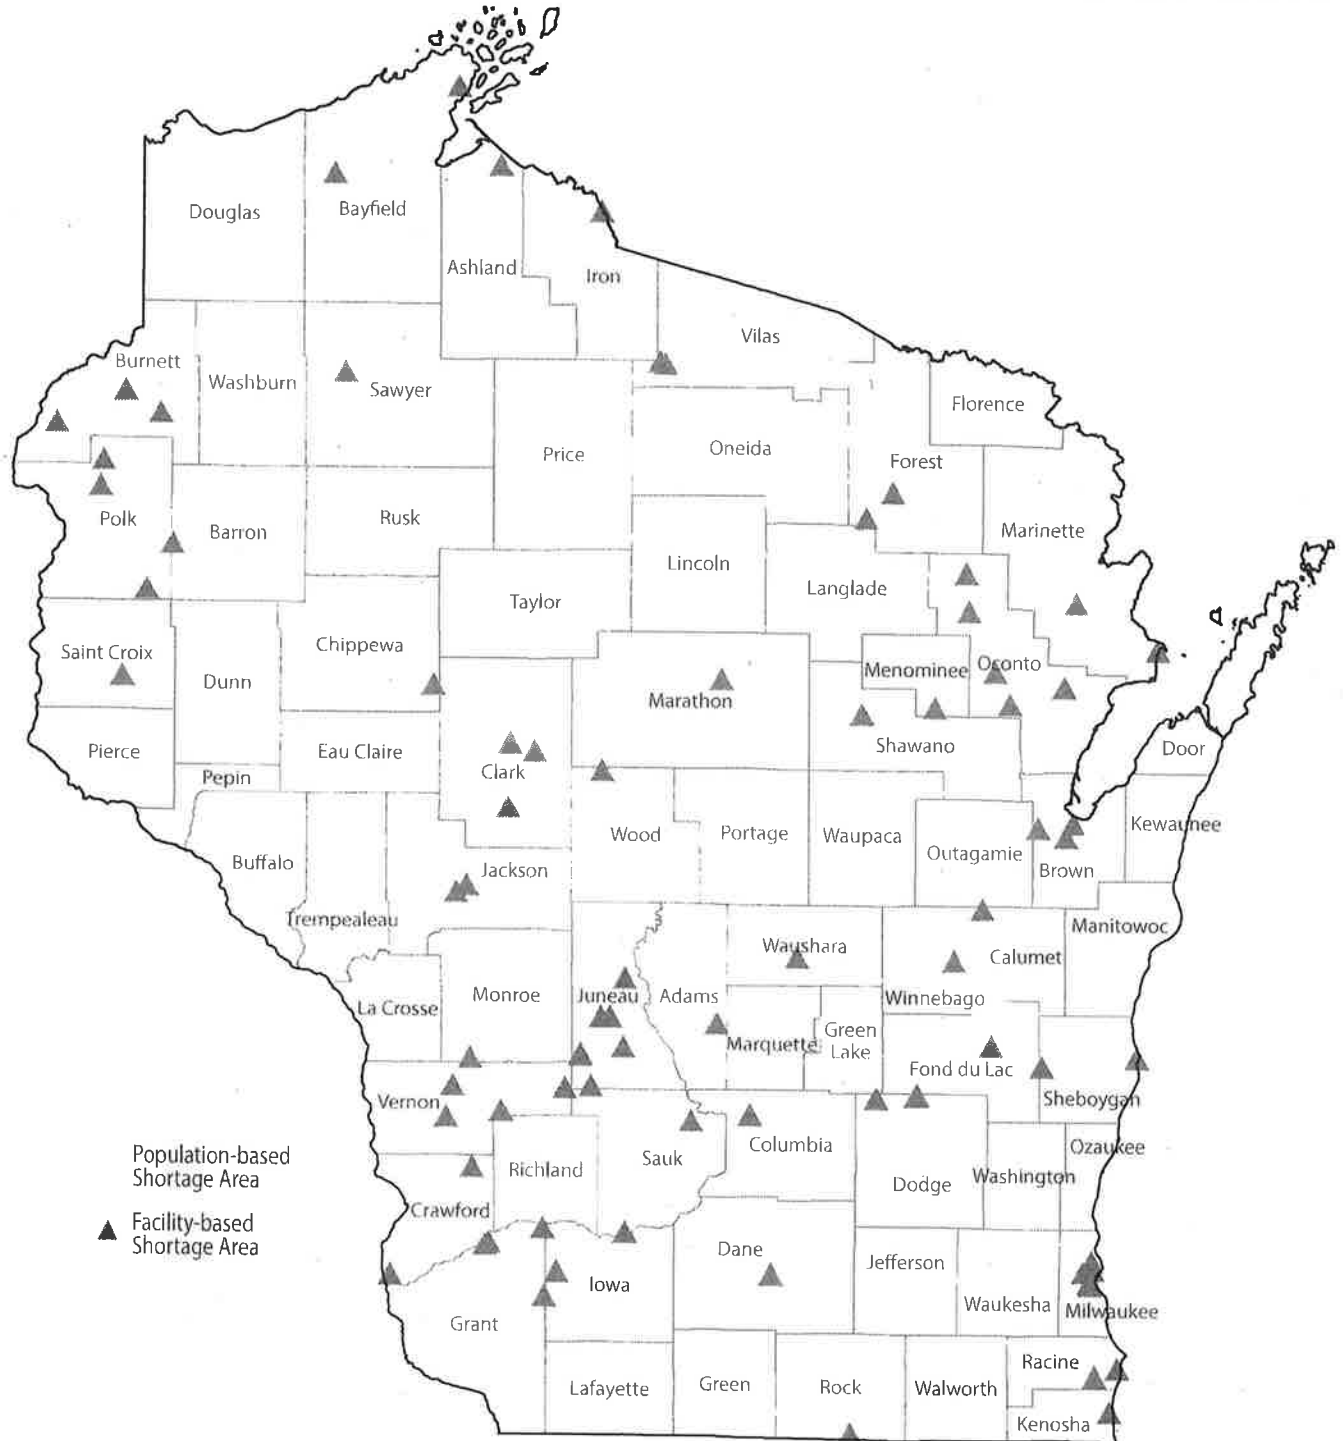 Douglas
Bayfield
Ashland
Iron
Vilas
Burnett
Washburn
Sawyer
Florence
Price
Oneida
Forest
Polk
Barron
Rusk
Marinette
Lincoln
Langlade
Taylor
Chippewa
Saint Croix
Dunn
Menominee
Oconto
Marathon
Shawano
Pierce
Eau Claire
Clark
Door
Pepin
Wood
Portage
Waupaca
Kewaunee
Outagamie
Buffalo
Jackson
Brown
Trempealeau
Manitowoc
Waushara
Calumet
La Crosse
Monroe
Juneau
Adams
Winnebago
Marquette
Green
Lake
Fond du Lac
Vernon
Sheboygan
Columbia
Ozaukee
Population-based
Shortage Area
Richland
Sauk
Dodge
Washington
Crawford
Facility-based
Shortage Area
Dane
Jefferson
Iowa
Waukesha
Milwaukee
Grant
Racine
Lafayette
Green
Rock
Walworth
Kenosha